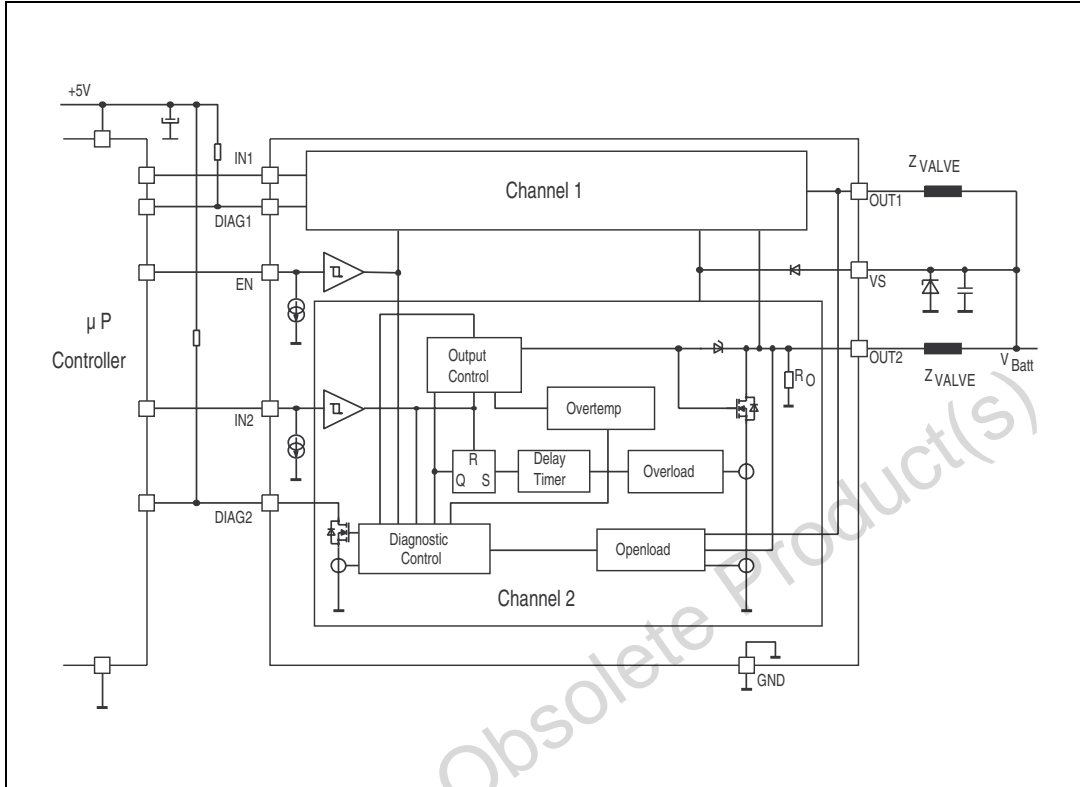 +5V
IN1
DIAG1
EN
µ P
Controller
IN2
DIAG2
Channel 1
Z VALVE
OUT1
VS
OUT2
V Batt
Z VALVE
R O
Output
Control
Overtemp
R
Q S
Delay
Timer
Overload
Diagnostic
Control
Openload
Channel 2
GND
Obsolete Product(s)